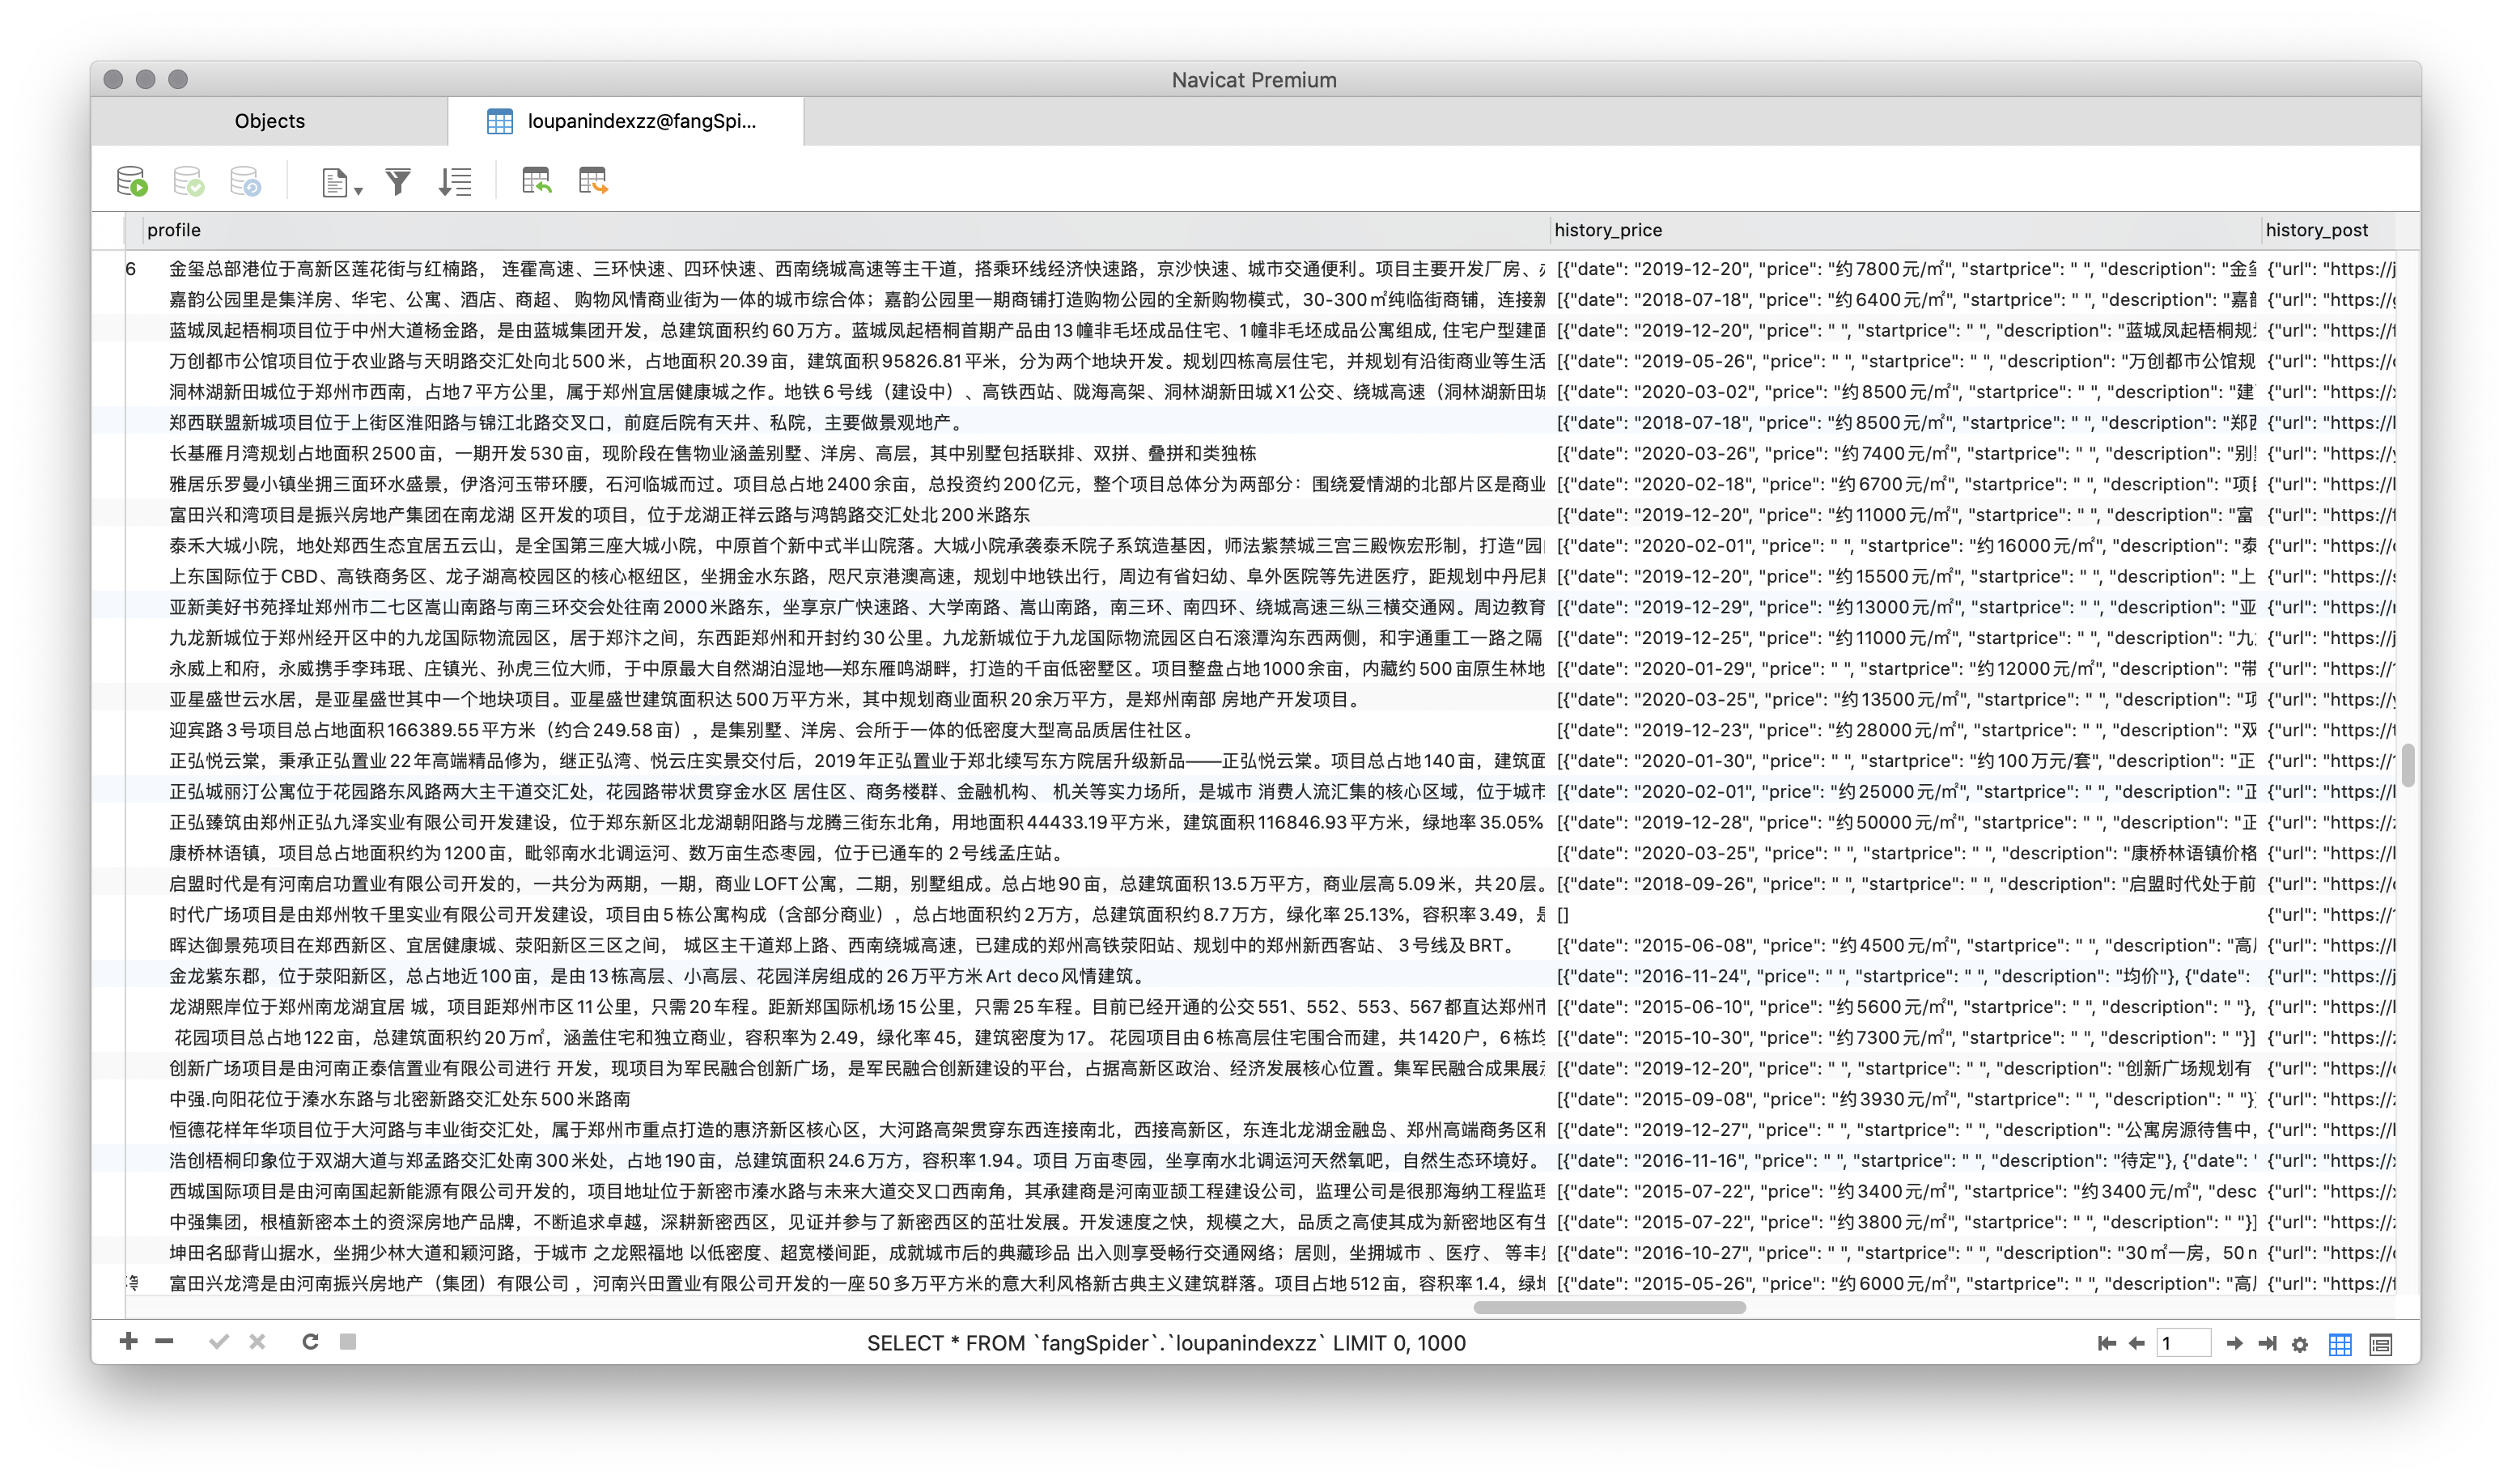 Navicat Premium
Objects loupanindexzz@fangSpi...
profile history_price history_post
6 金玺总部港位于高新区莲花街与红楠路， 连霍高速、三环快速、四环快速、西南绕城高速等主干道，搭乘环线经济快速路，京沙快速、城市交通便利。项目主要开发厂房、 [{"date": "2019-12-20", "price": "约7800元/㎡", "startprice": " ", "description": "金 {"url": "https://j
嘉韵公园里是集洋房、华宅、公寓、酒店、商超、 购物风情商业街为一体的城市综合体；嘉韵公园里一期商铺打造购物公园的全新购物模式，30-300㎡纯临街商铺，连接 [{"date": "2018-07-18", "price": "约6400元/㎡", "startprice": " ", "description": "嘉 {"url": "https://
蓝城凤起梧桐项目位于中州大道杨金路，是由蓝城集团开发，总建筑面积约60万方。蓝城凤起梧桐首期产品由13幢非毛坯成品住宅、1幢非毛坯成品公寓组成, 住宅户型建面 [{"date": "2019-12-20", "price": " ", "startprice": " ", "description": "蓝城凤起梧桐规 {"url": "https://
万创都市公馆项目位于农业路与天明路交汇处向北500米，占地面积20.39亩，建筑面积95826.81平米，分为两个地块开发。规划四栋高层住宅，并规划有沿街商业等生活 [{"date": "2019-05-26", "price": " ", "startprice": " ", "description": "万创都市公馆规 {"url": "https://
洞林湖新田城位于郑州市西南，占地7平方公里，属于郑州宜居健康城之作。地铁6号线（建设中）、高铁西站、陇海高架、洞林湖新田城X1公交、绕城高速（洞林湖新田城 [{"date": "2020-03-02", "price": "约8500元/㎡", "startprice": " ", "description": "建 {"url": "https://
郑西联盟新城项目位于上街区淮阳路与锦江北路交叉口，前庭后院有天井、私院，主要做景观地产。 [{"date": "2018-07-18", "price": "约8500元/㎡", "startprice": " ", "description": "郑 {"url": "https://
长基雁月湾规划占地面积2500亩，一期开发530亩，现阶段在售物业涵盖别墅、洋房、高层，其中别墅包括联排、双拼、叠拼和类独栋 [{"date": "2020-03-26", "price": "约7400元/㎡", "startprice": " ", "description": "别 {"url": "https://
雅居乐罗曼小镇坐拥三面环水盛景，伊洛河玉带环腰，石河临城而过。项目总占地2400余亩，总投资约200亿元，整个项目总体分为两部分：围绕爱情湖的北部片区是商业 [{"date": "2020-02-18", "price": "约6700元/㎡", "startprice": " ", "description": "项 {"url": "https://
富田兴和湾项目是振兴房地产集团在南龙湖 区开发的项目，位于龙湖正祥云路与鸿鹄路交汇处北200米路东 [{"date": "2019-12-20", "price": "约11000元/㎡", "startprice": " ", "description": "富 {"url": "https://
泰禾大城小院，地处郑西生态宜居五云山，是全国第三座大城小院，中原首个新中式半山院落。大城小院承袭泰禾院子系筑造基因，师法紫禁城三宫三殿恢宏形制，打造“园 [{"date": "2020-02-01", "price": " ", "startprice": "约16000元/㎡", "description": "泰 {"url": "https://
上东国际位于CBD、高铁商务区、龙子湖高校园区的核心枢纽区，坐拥金水东路，咫尺京港澳高速，规划中地铁出行，周边有省妇幼、阜外医院等先进医疗，距规划中丹尼斯 [{"date": "2019-12-20", "price": "约15500元/㎡", "startprice": " ", "description": "上 {"url": "https://
亚新美好书苑择址郑州市二七区嵩山南路与南三环交会处往南2000米路东，坐享京广快速路、大学南路、嵩山南路，南三环、南四环、绕城高速三纵三横交通网。周边教育 [{"date": "2019-12-29", "price": "约13000元/㎡", "startprice": " ", "description": "亚 {"url": "https://
九龙新城位于郑州经开区中的九龙国际物流园区，居于郑汴之间，东西距郑州和开封约30公里。九龙新城位于九龙国际物流园区白石滚潭沟东西两侧，和宇通重工一路之隔 [{"date": "2019-12-25", "price": "约11000元/㎡", "startprice": " ", "description": "九 {"url": "https://j
永威上和府，永威携手李玮珉、庄镇光、孙虎三位大师，于中原最大自然湖泊湿地—郑东雁鸣湖畔，打造的千亩低密墅区。项目整盘占地1000余亩，内藏约500亩原生林地 [{"date": "2020-01-29", "price": " ", "startprice": "约12000元/㎡", "description": "带 {"url": "https://
亚星盛世云水居，是亚星盛世其中一个地块项目。亚星盛世建筑面积达500万平方米，其中规划商业面积20余万平方，是郑州南部 房地产开发项目。 [{"date": "2020-03-25", "price": "约13500元/㎡", "startprice": " ", "description": "项 {"url": "https://
迎宾路3号项目总占地面积166389.55平方米（约合249.58亩），是集别墅、洋房、会所于一体的低密度大型高品质居住社区。 [{"date": "2019-12-23", "price": "约28000元/㎡", "startprice": " ", "description": "双 {"url": "https://
正弘悦云棠，秉承正弘置业22年高端精品修为，继正弘湾、悦云庄实景交付后，2019年正弘置业于郑北续写东方院居升级新品——正弘悦云棠。项目总占地140亩，建筑面 [{"date": "2020-01-30", "price": " ", "startprice": "约100万元/套", "description": "正 {"url": "https://
正弘城丽汀公寓位于花园路东风路两大主干道交汇处，花园路带状贯穿金水区 居住区、商务楼群、金融机构、 机关等实力场所，是城市 消费人流汇集的核心区域，位于城市 [{"date": "2020-02-01", "price": "约25000元/㎡", "startprice": " ", "description": "正 {"url": "https://
正弘臻筑由郑州正弘九泽实业有限公司开发建设，位于郑东新区北龙湖朝阳路与龙腾三街东北角，用地面积44433.19平方米，建筑面积116846.93平方米，绿地率35.05% [{"date": "2019-12-28", "price": "约50000元/㎡", "startprice": " ", "description": "正 {"url": "https://
康桥林语镇，项目总占地面积约为1200亩，毗邻南水北调运河、数万亩生态枣园，位于已通车的 2号线孟庄站。 [{"date": "2020-03-25", "price": " ", "startprice": " ", "description": "康桥林语镇价格 {"url": "https://
启盟时代是有河南启功置业有限公司开发的，一共分为两期，一期，商业LOFT公寓，二期，别墅组成。总占地90亩，总建筑面积13.5万平方，商业层高5.09米，共20层。 [{"date": "2018-09-26", "price": " ", "startprice": " ", "description": "启盟时代处于前 {"url": "https://
时代广场项目是由郑州牧千里实业有限公司开发建设，项目由5栋公寓构成（含部分商业），总占地面积约2万方，总建筑面积约8.7万方，绿化率25.13%，容积率3.49，是 [] {"url": "https://
晖达御景苑项目在郑西新区、宜居健康城、荥阳新区三区之间， 城区主干道郑上路、西南绕城高速，已建成的郑州高铁荥阳站、规划中的郑州新西客站、 3号线及BRT。 [{"date": "2015-06-08", "price": "约4500元/㎡", "startprice": " ", "description": "高 {"url": "https://
金龙紫东郡，位于荥阳新区，总占地近100亩，是由13栋高层、小高层、花园洋房组成的26万平方米Art deco风情建筑。 [{"date": "2016-11-24", "price": " ", "startprice": " ", "description": "均价"}, {"date": {"url": "https://j
龙湖熙岸位于郑州南龙湖宜居 城，项目距郑州市区11公里，只需20车程。距新郑国际机场15公里，只需25车程。目前已经开通的公交551、552、553、567都直达郑州市 [{"date": "2015-06-10", "price": "约5600元/㎡", "startprice": " ", "description": " "}, {"url": "https://
花园项目总占地122亩，总建筑面积约20万㎡，涵盖住宅和独立商业，容积率为2.49，绿化率45，建筑密度为17。 花园项目由6栋高层住宅围合而建，共1420户，6栋均 [{"date": "2015-10-30", "price": "约7300元/㎡", "startprice": " ", "description": " "}] {"url": "https://
创新广场项目是由河南正泰信置业有限公司进行 开发，现项目为军民融合创新广场，是军民融合创新建设的平台，占据高新区政治、经济发展核心位置。集军民融合成果展示 [{"date": "2019-12-20", "price": " ", "startprice": " ", "description": "创新广场规划有 {"url": "https://
中强.向阳花位于溱水东路与北密新路交汇处东500米路南 [{"date": "2015-09-08", "price": "约3930元/㎡", "startprice": " ", "description": " "}] {"url": "https://
恒德花样年华项目位于大河路与丰业街交汇处，属于郑州市重点打造的惠济新区核心区，大河路高架贯穿东西连接南北，西接高新区，东连北龙湖金融岛、郑州高端商务区和 [{"date": "2019-12-27", "price": " ", "startprice": " ", "description": "公寓房源待售中, {"url": "https://
浩创梧桐印象位于双湖大道与郑孟路交汇处南300米处，占地190亩，总建筑面积24.6万方，容积率1.94。项目 万亩枣园，坐享南水北调运河天然氧吧，自然生态环境好。 [{"date": "2016-11-16", "price": " ", "startprice": " ", "description": "待定"}, {"date": {"url": "https://
西城国际项目是由河南国起新能源有限公司开发的，项目地址位于新密市溱水路与未来大道交叉口西南角，其承建商是河南亚颉工程建设公司，监理公司是很那海纳工程监理 [{"date": "2015-07-22", "price": "约3400元/㎡", "startprice": "约3400元/㎡", "desc {"url": "https://
中强集团，根植新密本土的资深房地产品牌，不断追求卓越，深耕新密西区，见证并参与了新密西区的茁壮发展。开发速度之快，规模之大，品质之高使其成为新密地区有生 [{"date": "2015-07-22", "price": "约3800元/㎡", "startprice": " ", "description": " "}] {"url": "https://
坤田名邸背山据水，坐拥少林大道和颖河路，于城市 之龙熙福地 以低密度、超宽楼间距，成就城市后的典藏珍品 出入则享受畅行交通网络；居则，坐拥城市 、医疗、 等丰 [{"date": "2016-10-27", "price": " ", "startprice": " ", "description": "30㎡一房，50 {"url": "https://
富田兴龙湾是由河南振兴房地产（集团）有限公司 ，河南兴田置业有限公司开发的一座50多万平方米的意大利风格新古典主义建筑群落。项目占地512亩，容积率1.4，绿地 [{"date": "2015-05-26", "price": "约6000元/㎡", "startprice": " ", "description": "高 {"url": "https://
SELECT * FROM `fangSpider`.`loupanindexzz` LIMIT 0, 1000 1